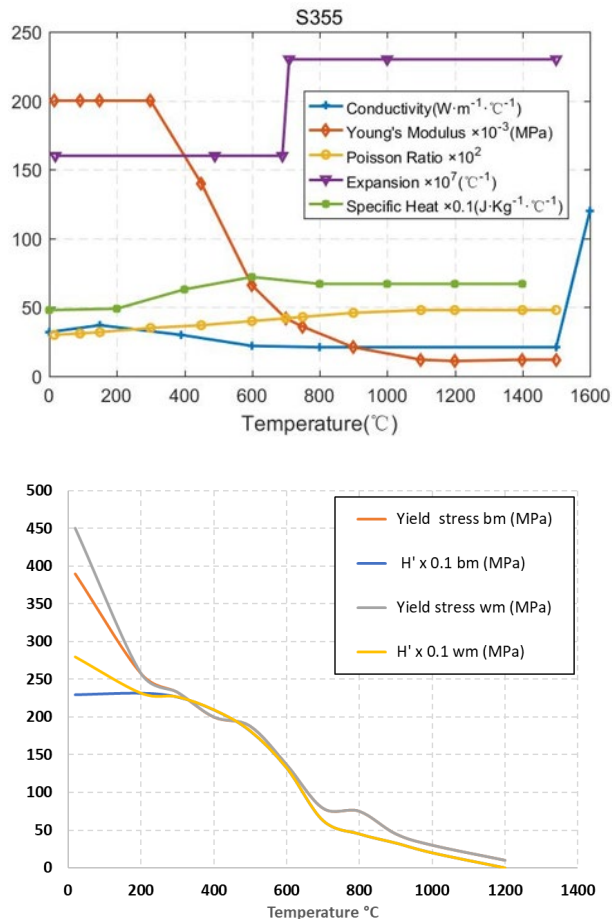 S355
250
200
150
100
50
0
Conductivity(W·m⁻¹·℃⁻¹)
Young's Modulus ×10⁻³(MPa)
Poisson Ratio ×10²
Expansion ×10⁷(℃⁻¹)
Specific Heat ×0.1(J·Kg⁻¹·℃⁻¹)
0 200 400 600 800 1000 1200 1400 1600
Temperature(℃)
500
450
400
350
300
250
200
150
100
50
0
Yield stress bm (MPa)
H' x 0.1 bm (MPa)
Yield stress wm (MPa)
H' x 0.1 wm (MPa)
0 200 400 600 800 1000 1200 1400
Temperature °C